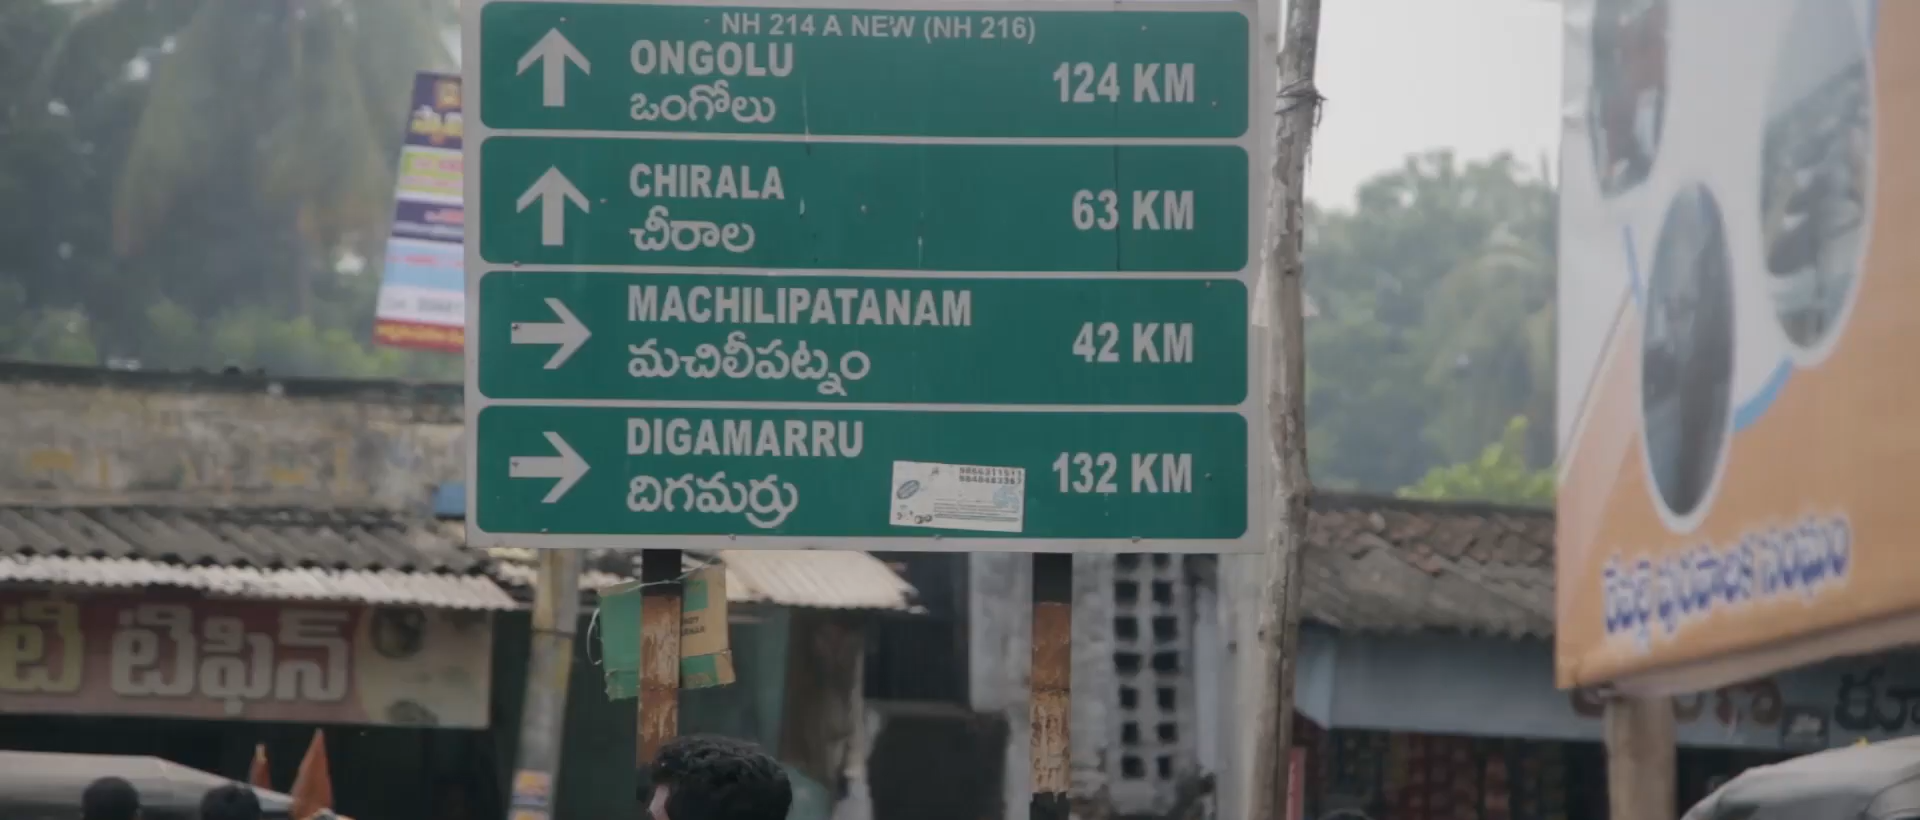 NH 214 A NEW (NH 216)
ONGOLU 124 KM
ఒంగోలు
CHIRALA 63 KM
చీరాల
MACHILIPATANAM 42 KM
మచిలీపట్నం
DIGAMARRU 132 KM
దిగమర్రు
టిఫిన్